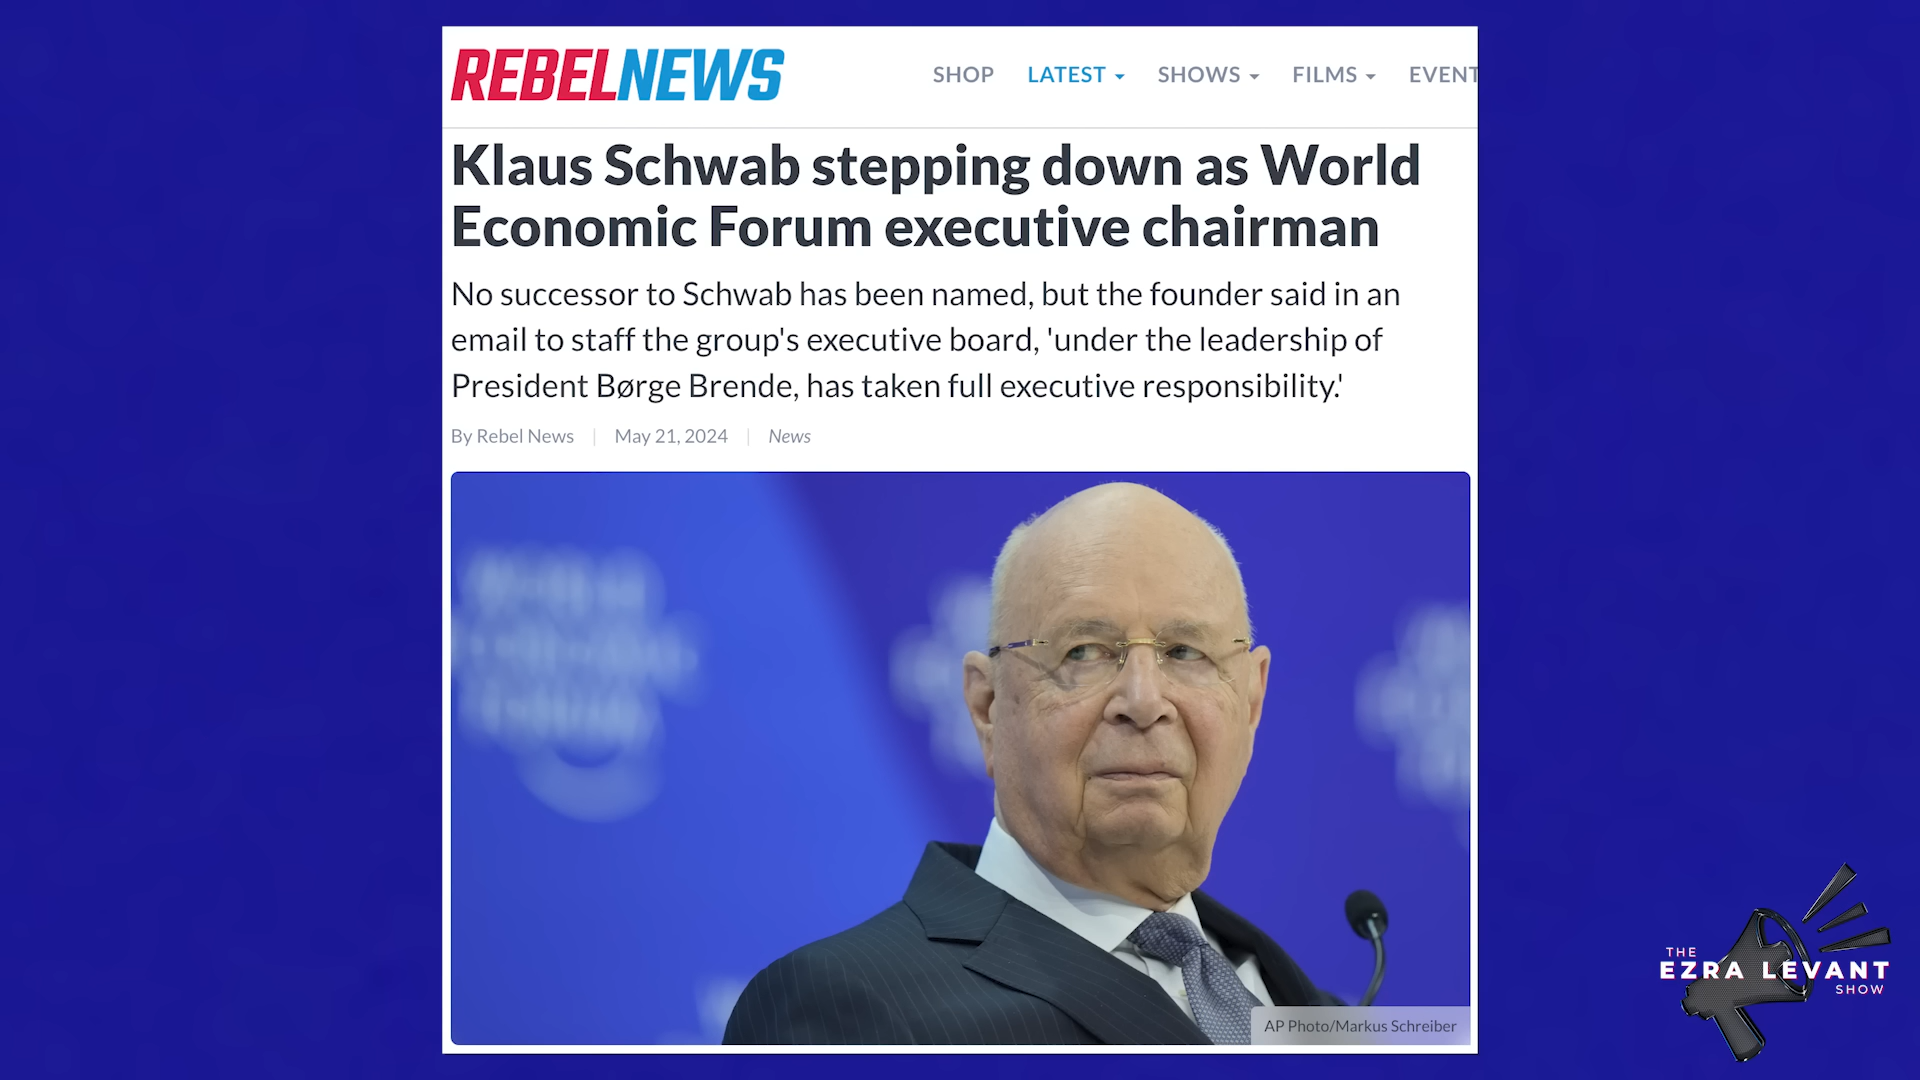 REBELNEWS
SHOP LATEST SHOWS FILMS EVENT
Klaus Schwab stepping down as World
Economic Forum executive chairman
No successor to Schwab has been named, but the founder said in an
email to staff the group's executive board, 'under the leadership of
President Børge Brende, has taken full executive responsibility.'
By Rebel News | May 21, 2024 | News
AP Photo/Markus Schreiber
THE
EZRA LEVANT
SHOW